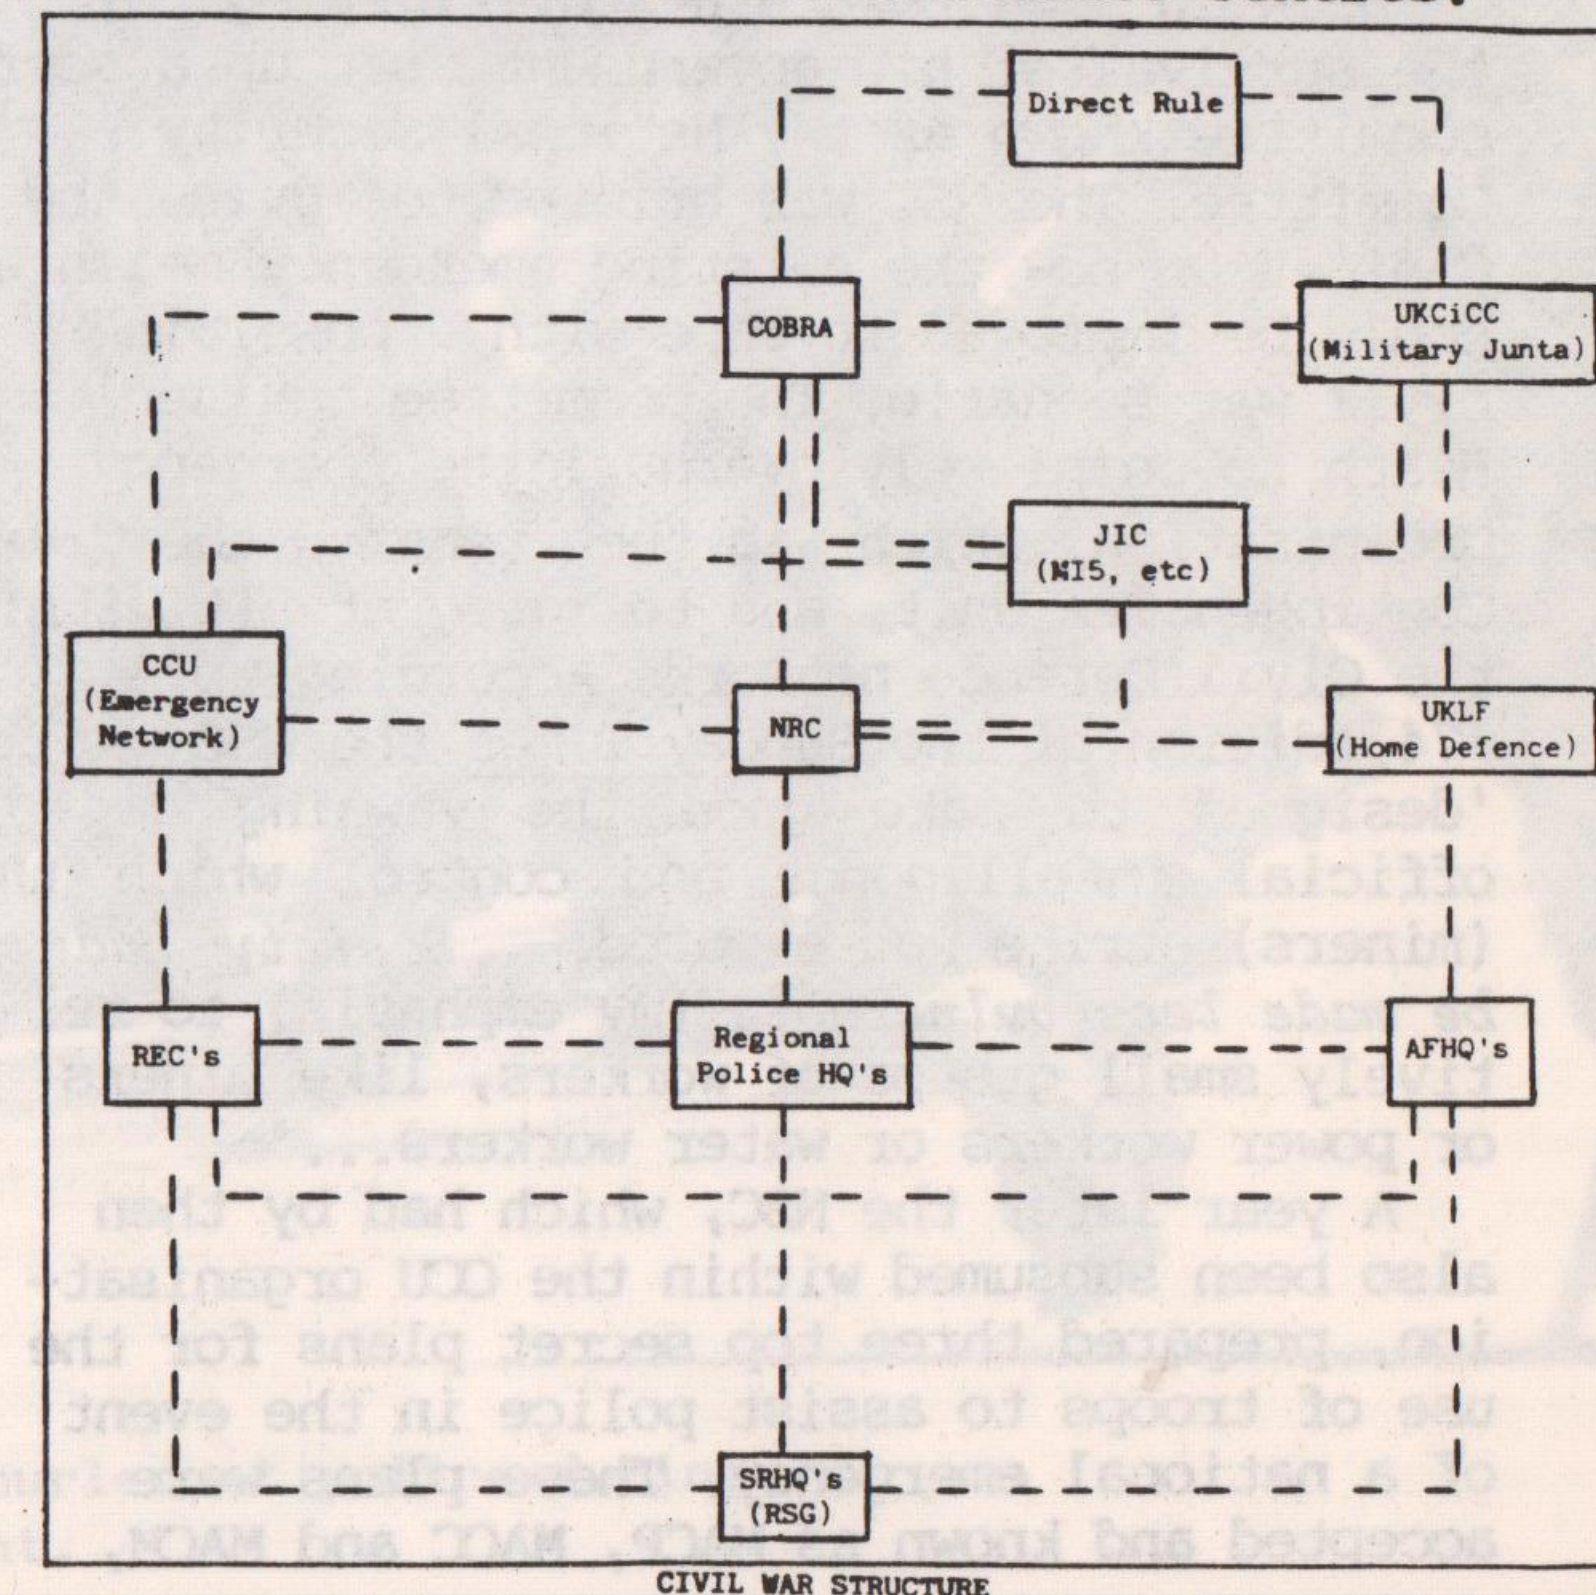 Direct Rule
COBRA
UKCiCC
(Military Junta)
JIC
(MI5, etc)
CCU
(Emergency
Network)
NRC
UKLF
(Home Defence)
REC's
Regional
Police HQ's
AFHQ's
SRHQ's
(RSG)
CIVIL WAR STRUCTURE